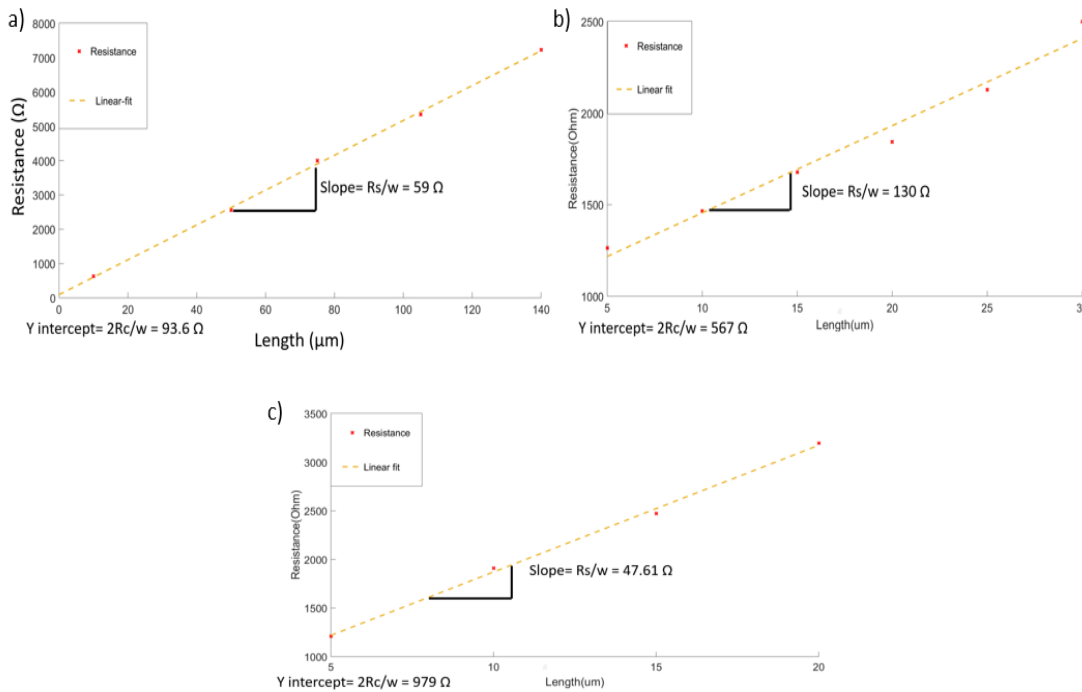 a)
8000
7000
6000
5000
4000
3000
2000
1000
0
Resistance (Ω)
Resistance
Linear-fit
Slope= Rs/w = 59 Ω
0 20 40 60 80 100 120 140
Y intercept= 2Rc/w = 93.6 Ω
Length (μm)
b)
2500
2000
1500
1000
Resistance(Ohm)
Resistance
Linear fit
Slope= Rs/w = 130 Ω
5 10 15 20 25
Y intercept= 2Rc/w = 567 Ω
Length(um)
c)
3500
3000
2500
2000
1500
1000
Resistance(Ohm)
Resistance
Linear fit
Slope= Rs/w = 47.61 Ω
5 10 15 20
Y intercept= 2Rc/w = 979 Ω
Length(um)